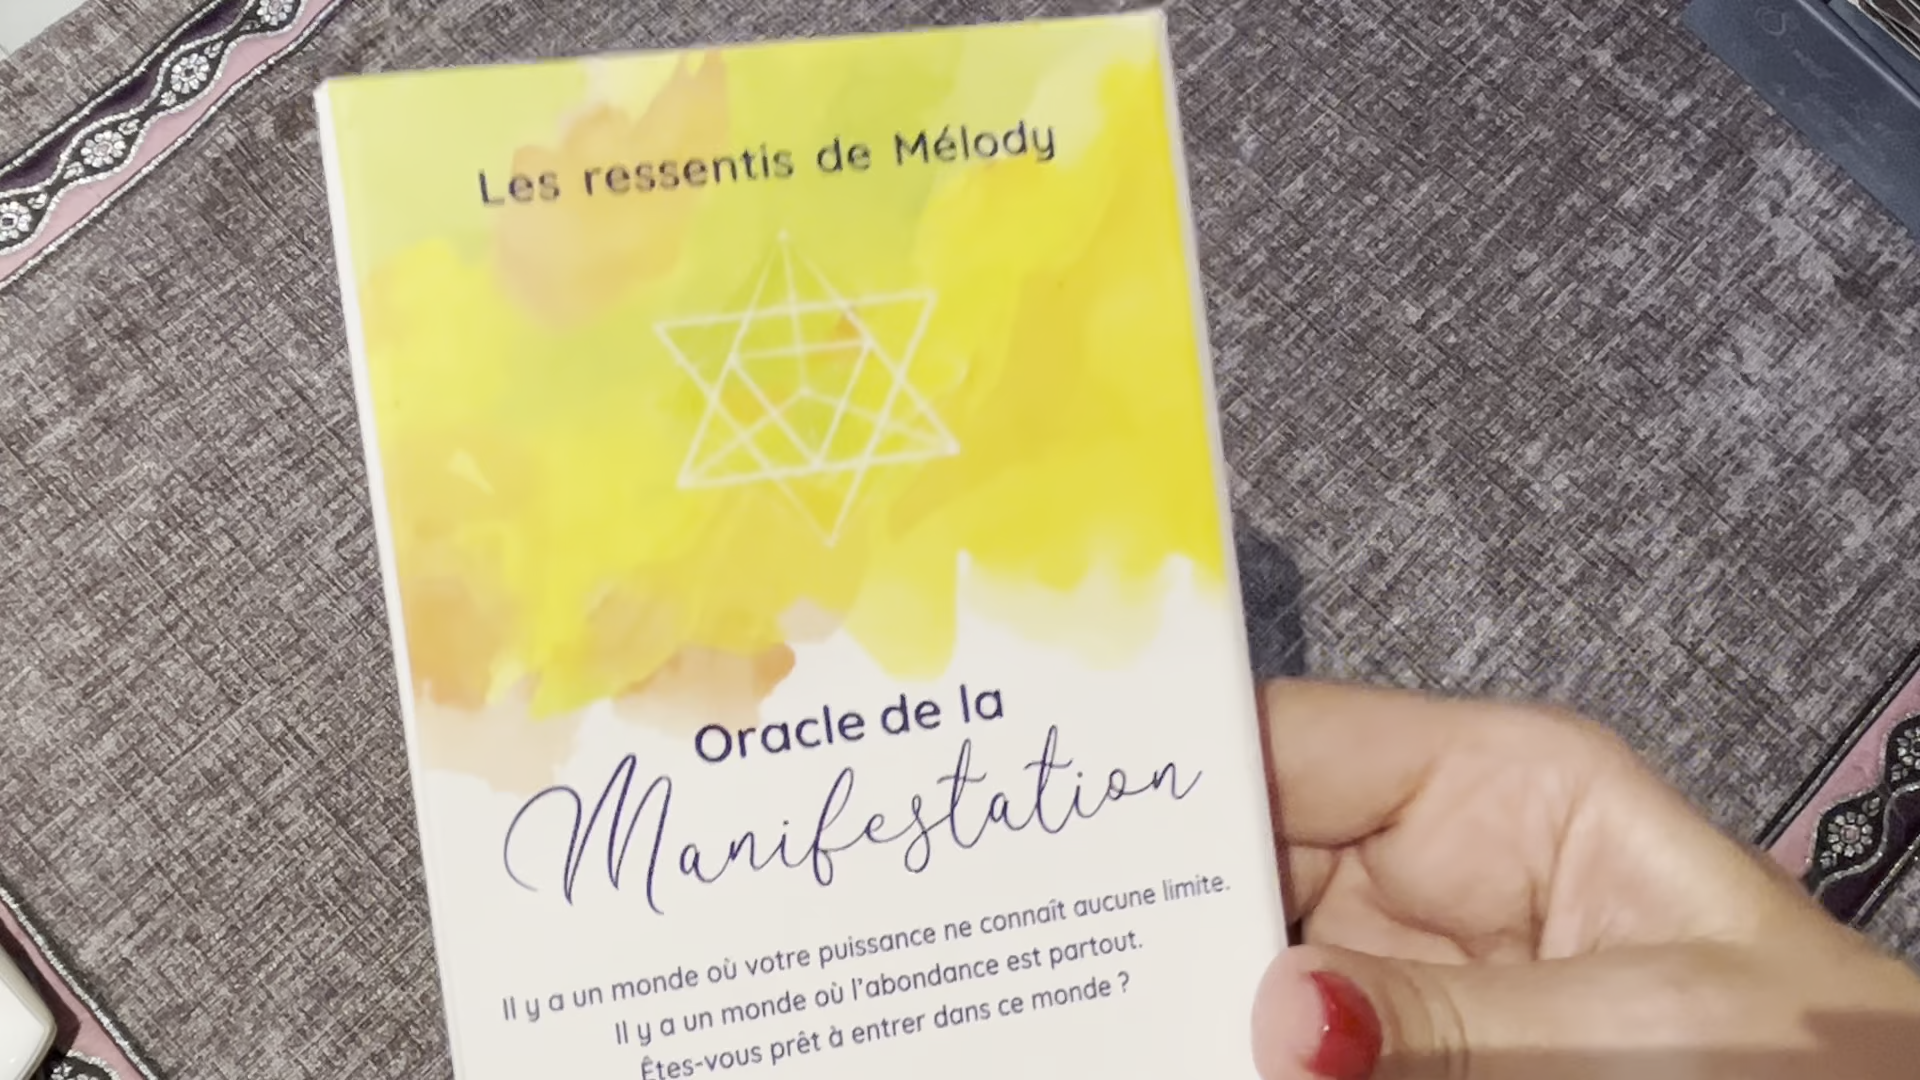 Les ressentis de Mélody
Oracle de la
Manifestation
Il y a un monde où votre puissance ne connaît aucune limite.
Il y a un monde où l'abondance est partout.
Êtes-vous prêt à entrer dans ce monde ?